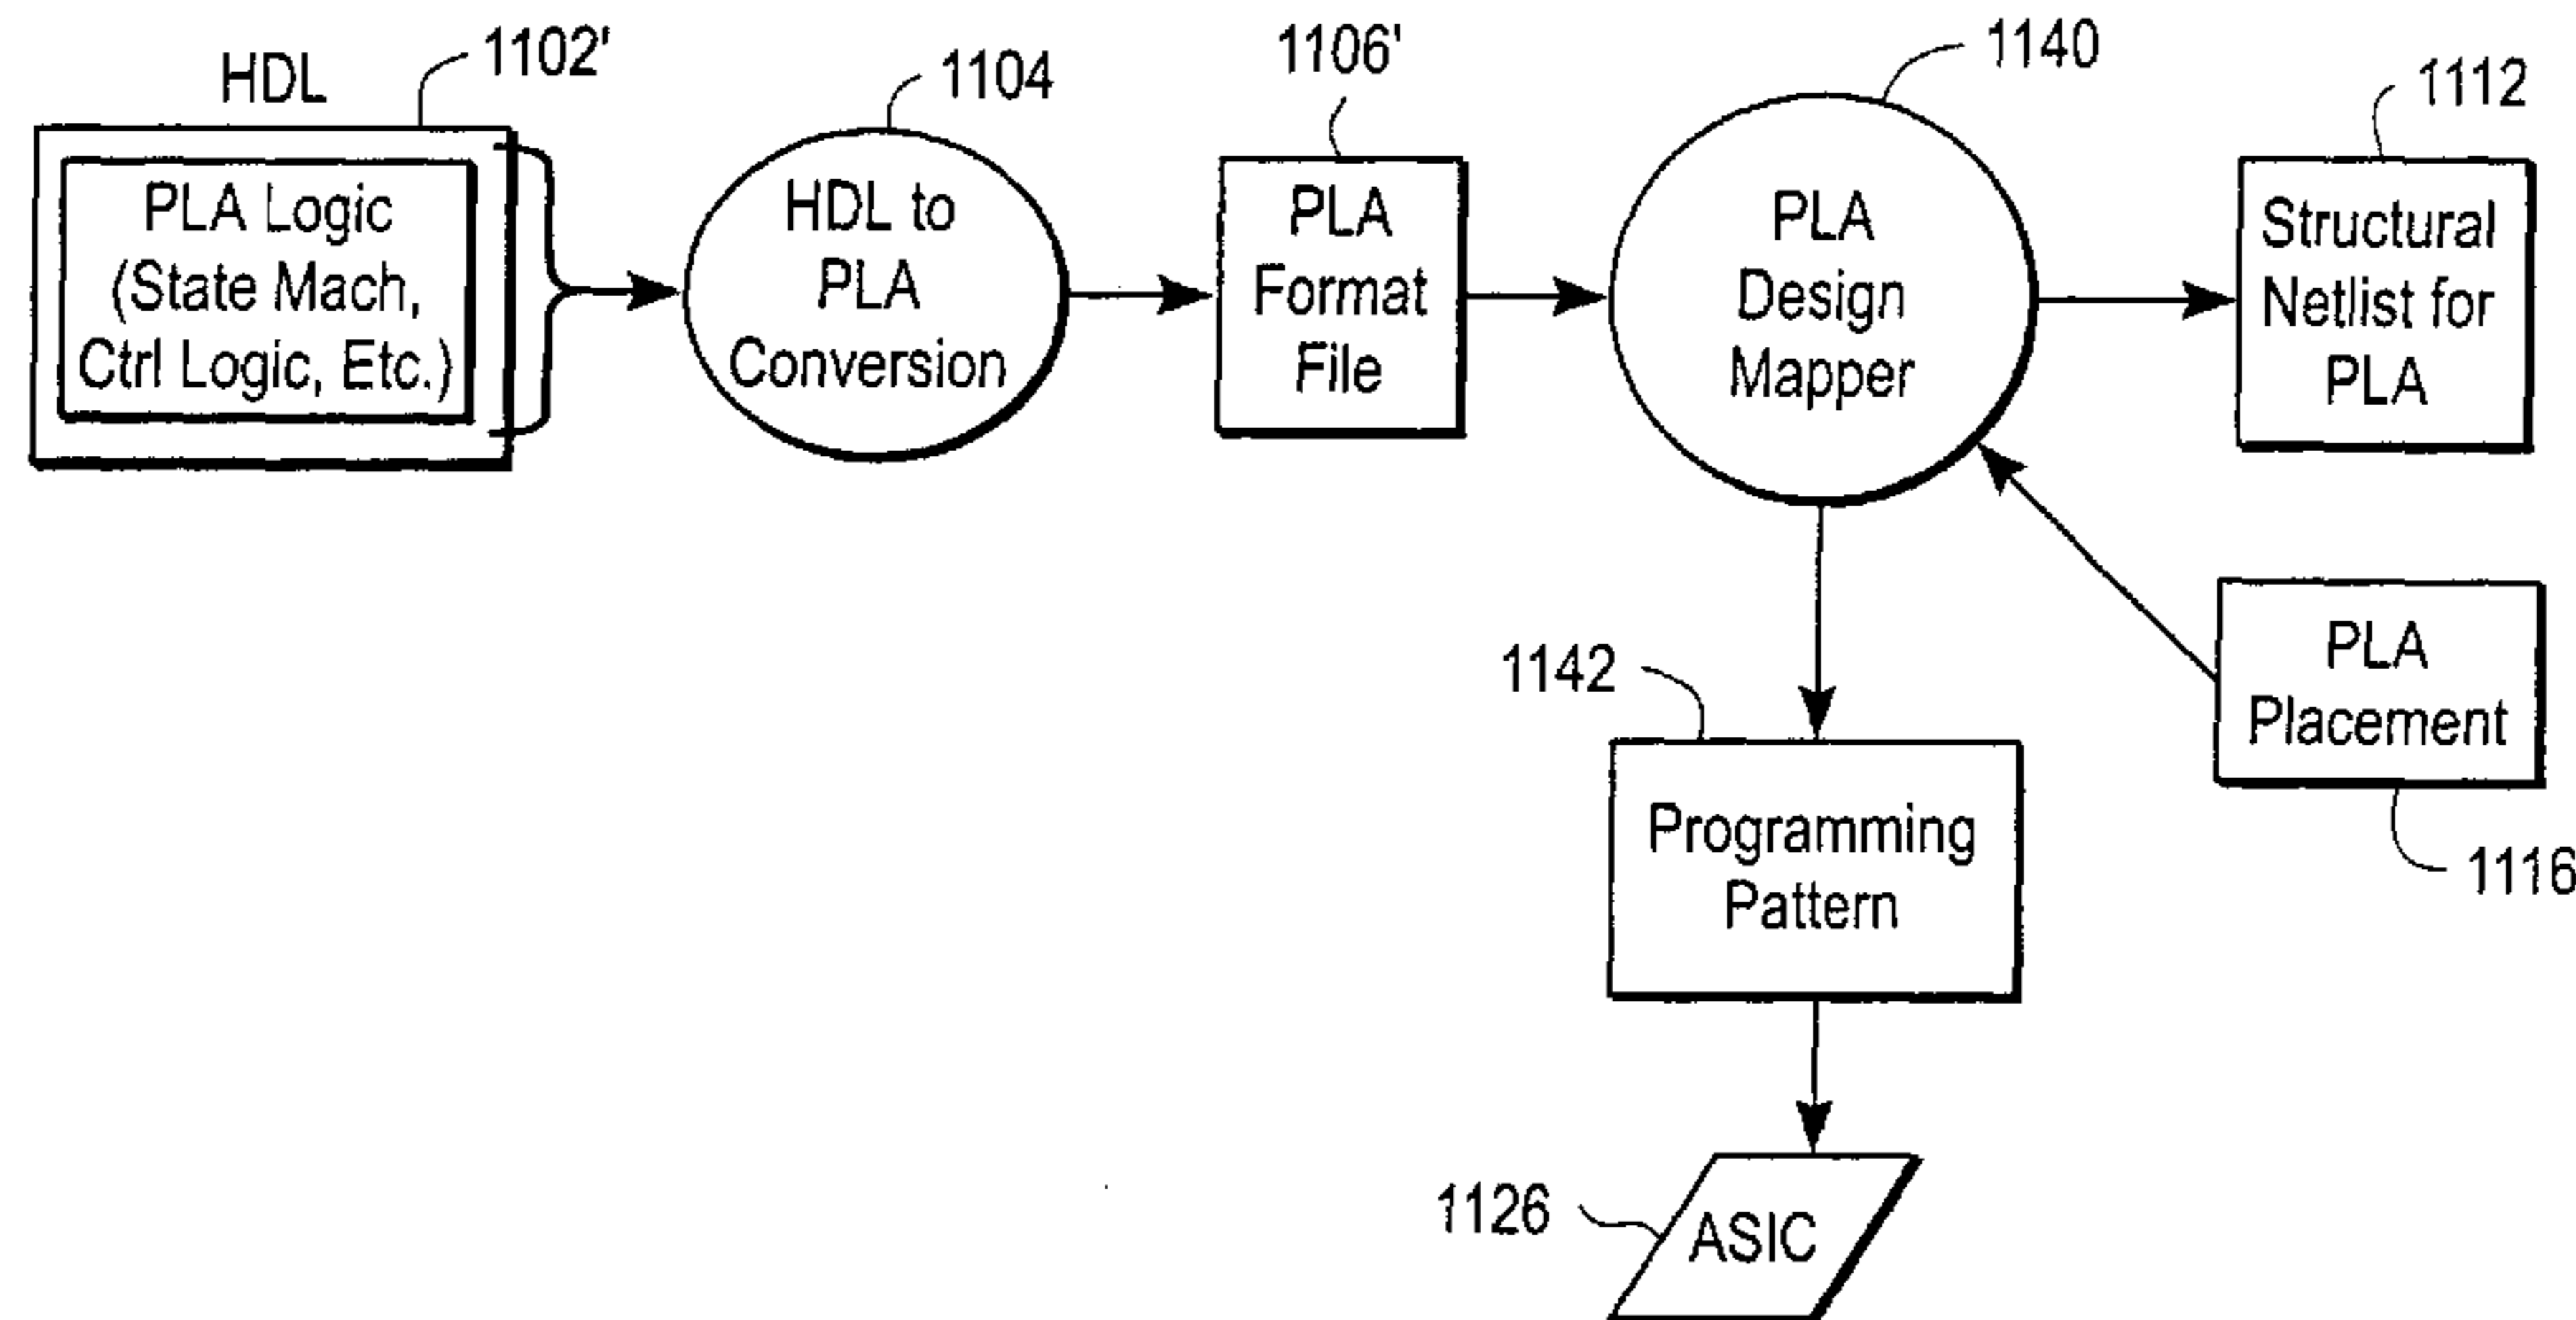 HDL
1102'
PLA Logic
(State Mach,
Ctrl Logic, Etc.)
1104
HDL to
PLA
Conversion
1106'
PLA
Format
File
1140
PLA
Design
Mapper
1112
Structural
Netlist for
PLA
PLA
Placement
1116
1142
Programming
Pattern
1126
ASIC